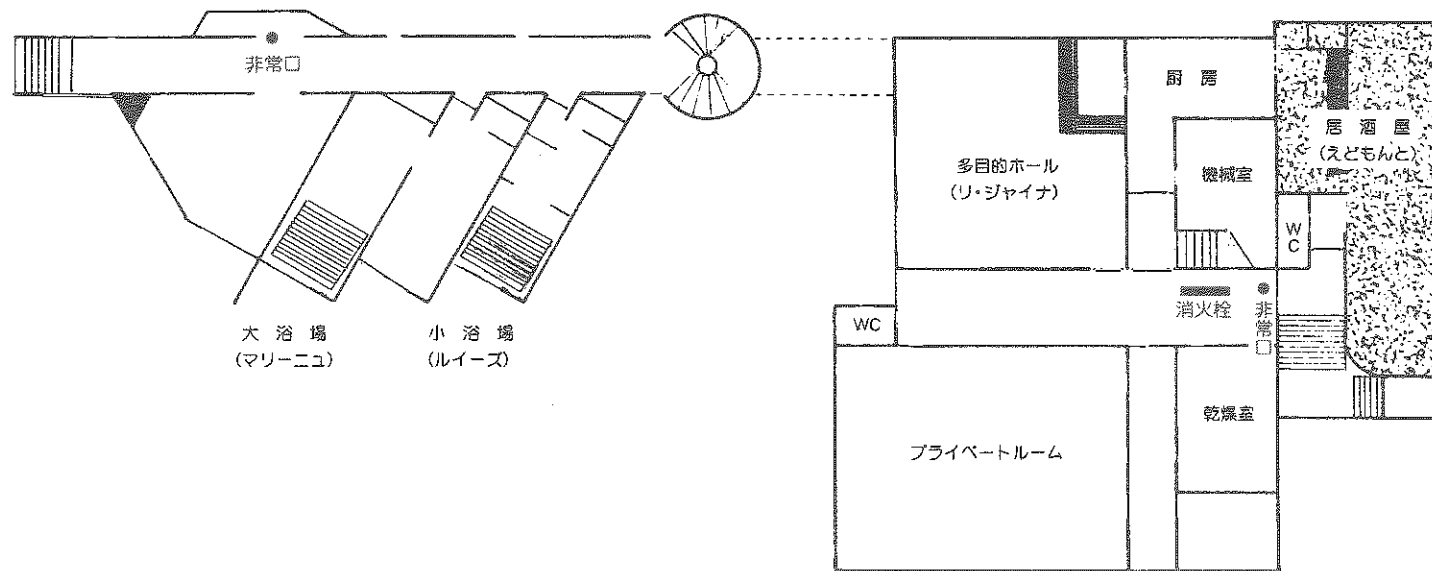 非常口
大浴場
(マリーニュ)
小浴場
(ルイーズ)
多目的ホール
(リ・ジャイナ)
厨房
機械室
居酒屋
(えどもんと)
WC
消火栓
非常口
WC
プライベートルーム
乾燥室